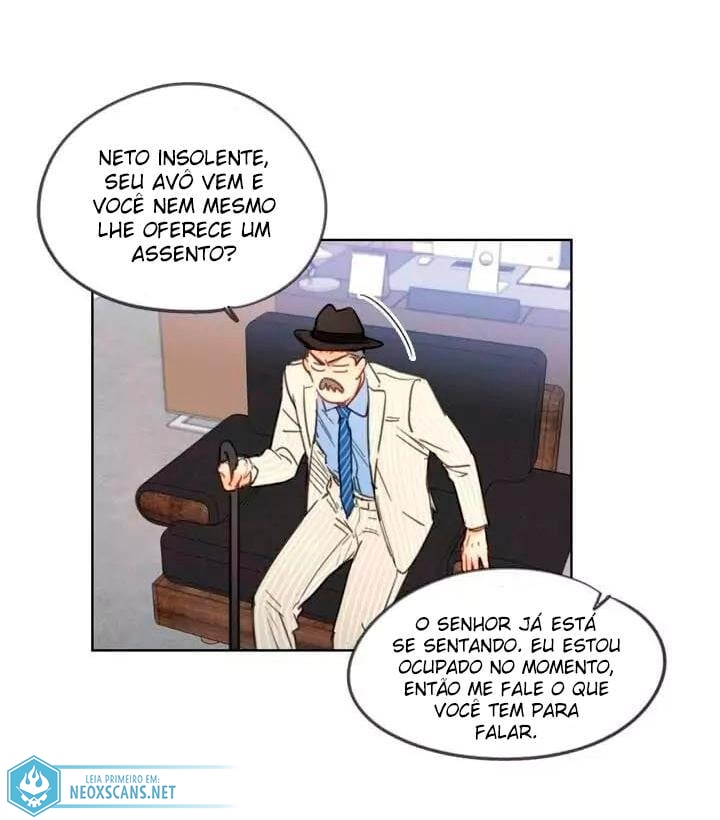 NETO INSOLENTE,
SEU AVÔ VEM E
VOCÊ NEM MESMO
LHE OFERECE UM
ASSENTO?
O SENHOR JÁ ESTÁ
SE SENTANDO. EU ESTOU
OCUPADO NO MOMENTO,
ENTÃO ME FALE O QUE
VOCÊ TEM PARA
FALAR.
LEIA PRIMEIRO EM:
NEOXSCANS.NET